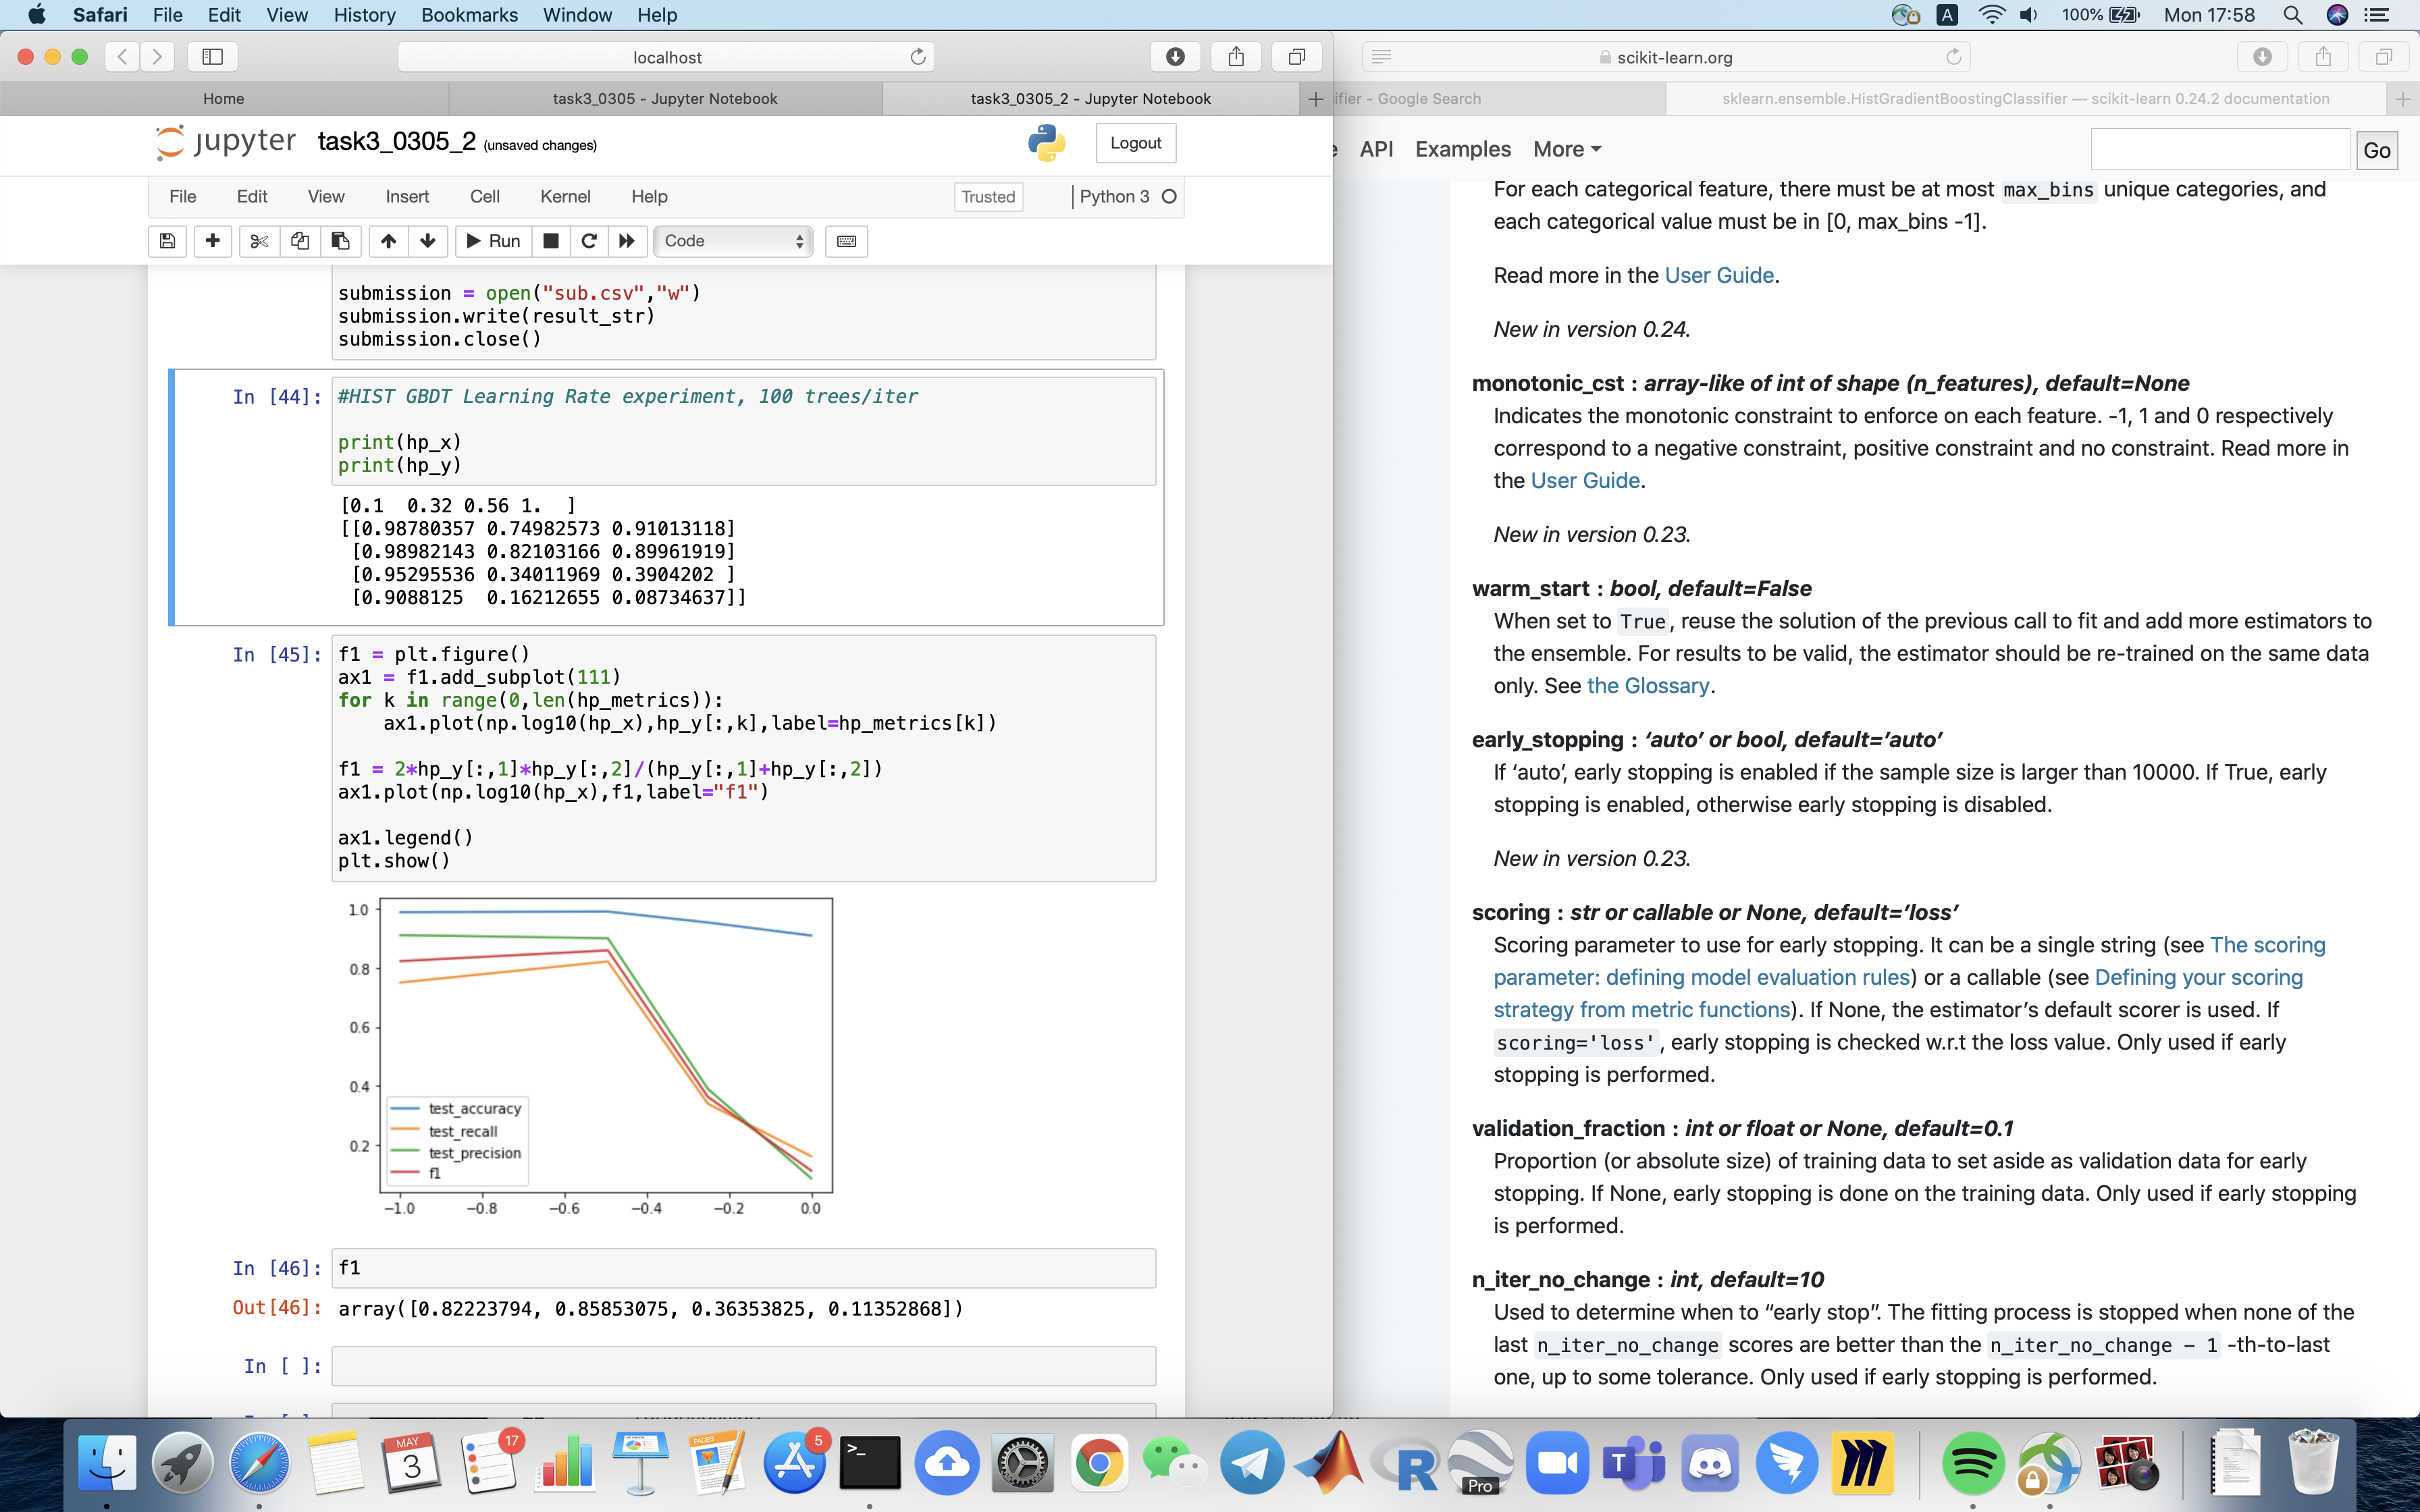 Safari File Edit View History Bookmarks Window Help
A 100% Mon 17:58
localhost
Home
task3_0305 - Jupyter Notebook
task3_0305_2 - Jupyter Notebook
jupyter task3_0305_2 (unsaved changes)
Logout
File Edit View Insert Cell Kernel Help
Trusted
Python 3
Run
Code
submission = open("sub.csv","w")
submission.write(result_str)
submission.close()
In [44]: #HIST GBDT Learning Rate experiment, 100 trees/iter
print(hp_x)
print(hp_y)
[0.1  0.32 0.56 1.  ]
[[0.98780357 0.74982573 0.91013118]
[0.98982143 0.82103166 0.89961919]
[0.95295536 0.34011969 0.3904202 ]
[0.9088125  0.16212655 0.08734637]]
In [45]: f1 = plt.figure()
ax1 = f1.add_subplot(111)
for k in range(0,len(hp_metrics)):
    ax1.plot(np.log10(hp_x),hp_y[:,k],label=hp_metrics[k])
f1 = 2*hp_y[:,1]*hp_y[:,2]/(hp_y[:,1]+hp_y[:,2])
ax1.plot(np.log10(hp_x),f1,label="f1")
ax1.legend()
plt.show()
1.0
0.8
0.6
0.4
0.2
test_accuracy
test_recall
test_precision
f1
−1.0 −0.8 −0.6 −0.4 −0.2 0.0
In [46]: f1
Out[46]: array([0.82223794, 0.85853075, 0.36353825, 0.11352868])
In [ ]:
scikit-learn.org
ifier - Google Search
sklearn.ensemble.HistGradientBoostingClassifier — scikit-learn 0.24.2 documentation
API Examples More
Go
For each categorical feature, there must be at most max_bins unique categories, and
each categorical value must be in [0, max_bins -1].
Read more in the User Guide.
New in version 0.24.
monotonic_cst : array-like of int of shape (n_features), default=None
Indicates the monotonic constraint to enforce on each feature. -1, 1 and 0 respectively
correspond to a negative constraint, positive constraint and no constraint. Read more in
the User Guide.
New in version 0.23.
warm_start : bool, default=False
When set to True, reuse the solution of the previous call to fit and add more estimators to
the ensemble. For results to be valid, the estimator should be re-trained on the same data
only. See the Glossary.
early_stopping : ‘auto’ or bool, default=’auto’
If ‘auto’, early stopping is enabled if the sample size is larger than 10000. If True, early
stopping is enabled, otherwise early stopping is disabled.
New in version 0.23.
scoring : str or callable or None, default=’loss’
Scoring parameter to use for early stopping. It can be a single string (see The scoring
parameter: defining model evaluation rules) or a callable (see Defining your scoring
strategy from metric functions). If None, the estimator’s default scorer is used. If
scoring='loss', early stopping is checked w.r.t the loss value. Only used if early
stopping is performed.
validation_fraction : int or float or None, default=0.1
Proportion (or absolute size) of training data to set aside as validation data for early
stopping. If None, early stopping is done on the training data. Only used if early stopping
is performed.
n_iter_no_change : int, default=10
Used to determine when to “early stop”. The fitting process is stopped when none of the
last n_iter_no_change scores are better than the n_iter_no_change - 1 -th-to-last
one, up to some tolerance. Only used if early stopping is performed.
MAY
3
17
PAGES
5
>_
R
Pro
T